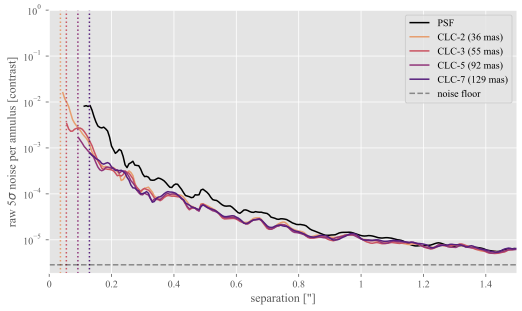 10⁰
10⁻¹
10⁻²
10⁻³
10⁻⁴
10⁻⁵
raw 5σ noise per annulus [contrast]
PSF
CLC-2 (36 mas)
CLC-3 (55 mas)
CLC-5 (92 mas)
CLC-7 (129 mas)
noise floor
0 0.2 0.4 0.6 0.8 1 1.2 1.4
separation ["]